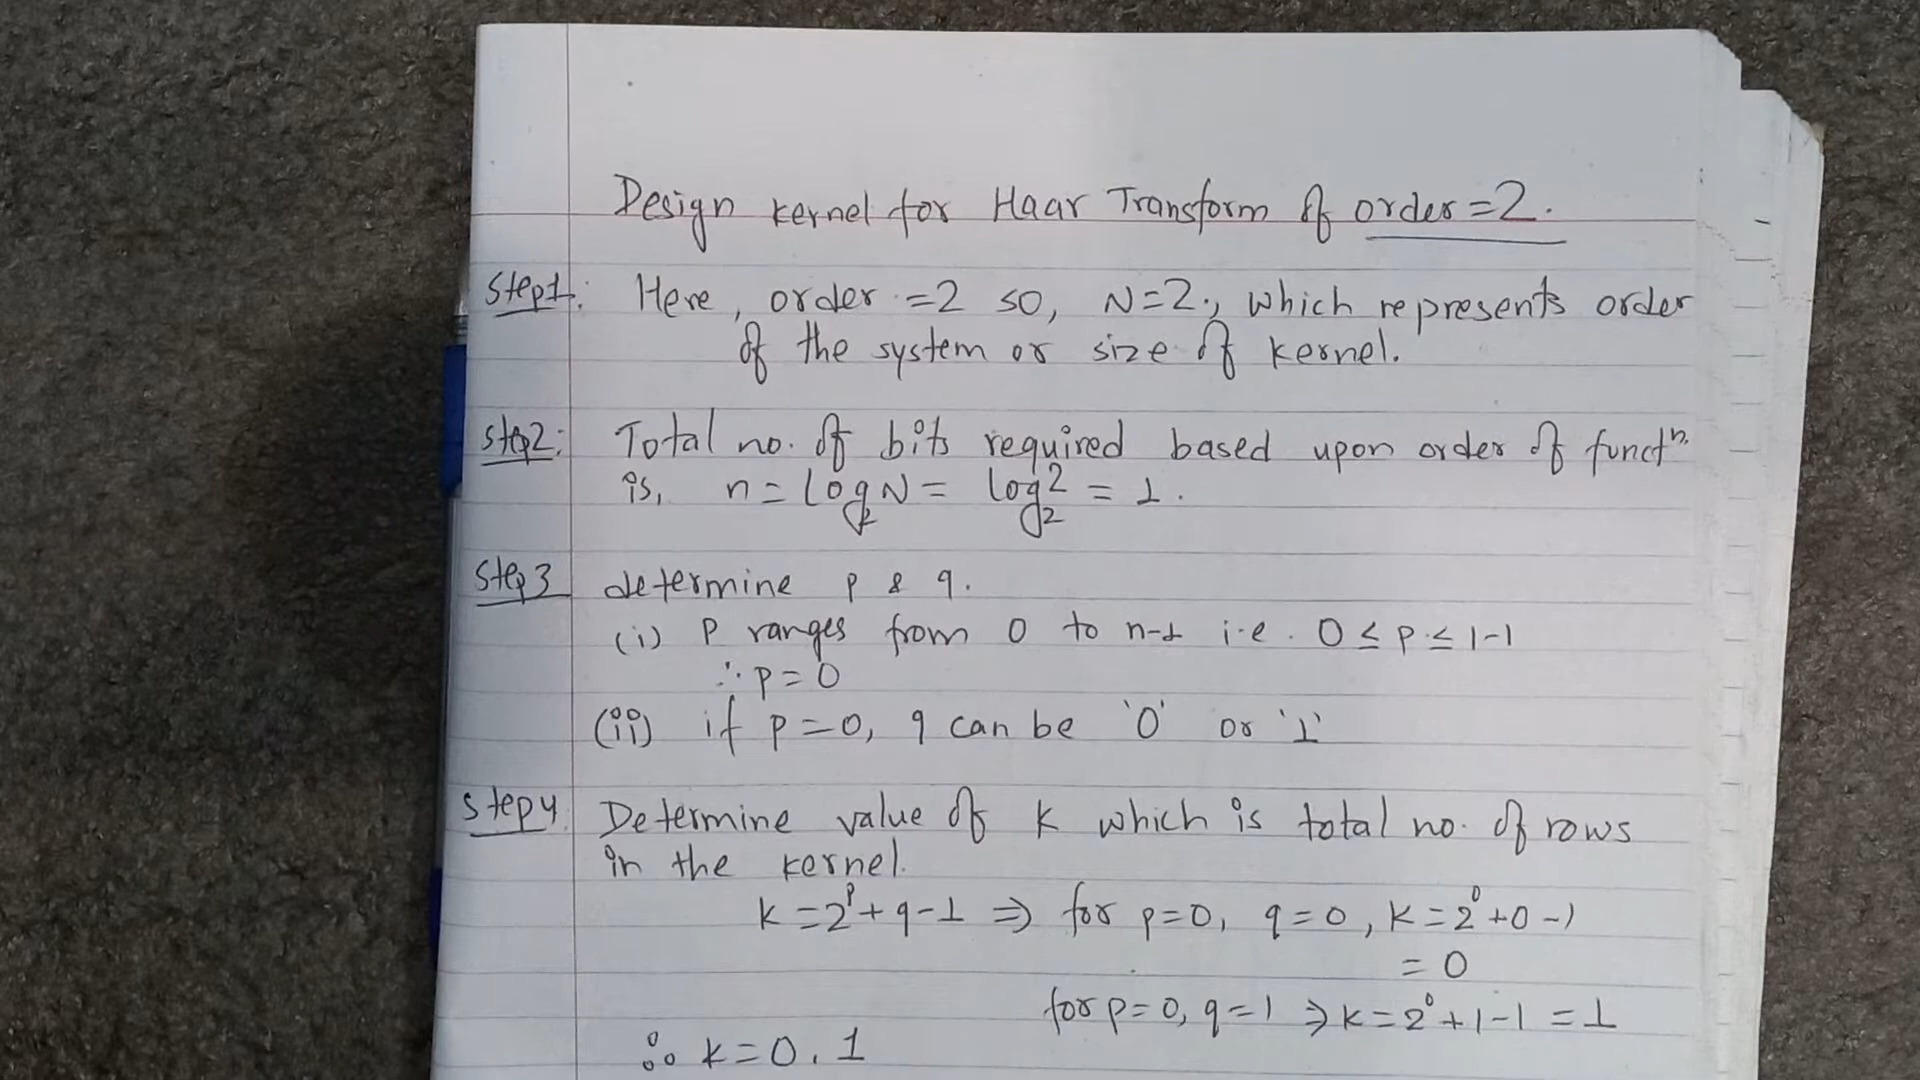 Design kernel for Haar Transform of order=2.
Step1: Here, order =2 so, N=2, which represents order
of the system or size of kernel.
Step2: Total no. of bits required based upon order of functⁿ.
is, n = log₂N = log₂2 = 1.
Step3 determine p & q.
(i) P ranges from 0 to n-1 i.e. 0 ≤ p ≤ 1-1
∴ p = 0
(ii) if p=0, q can be '0' or '1'
Step4 Determine value of k which is total no. of rows
in the kernel.
k = 2ᵖ + q - 1 ⇒ for p=0, q=0, k = 2⁰ + 0 - 1
= 0
for p=0, q=1 ⇒ k = 2⁰ + 1 - 1 = 1
∴ k = 0, 1